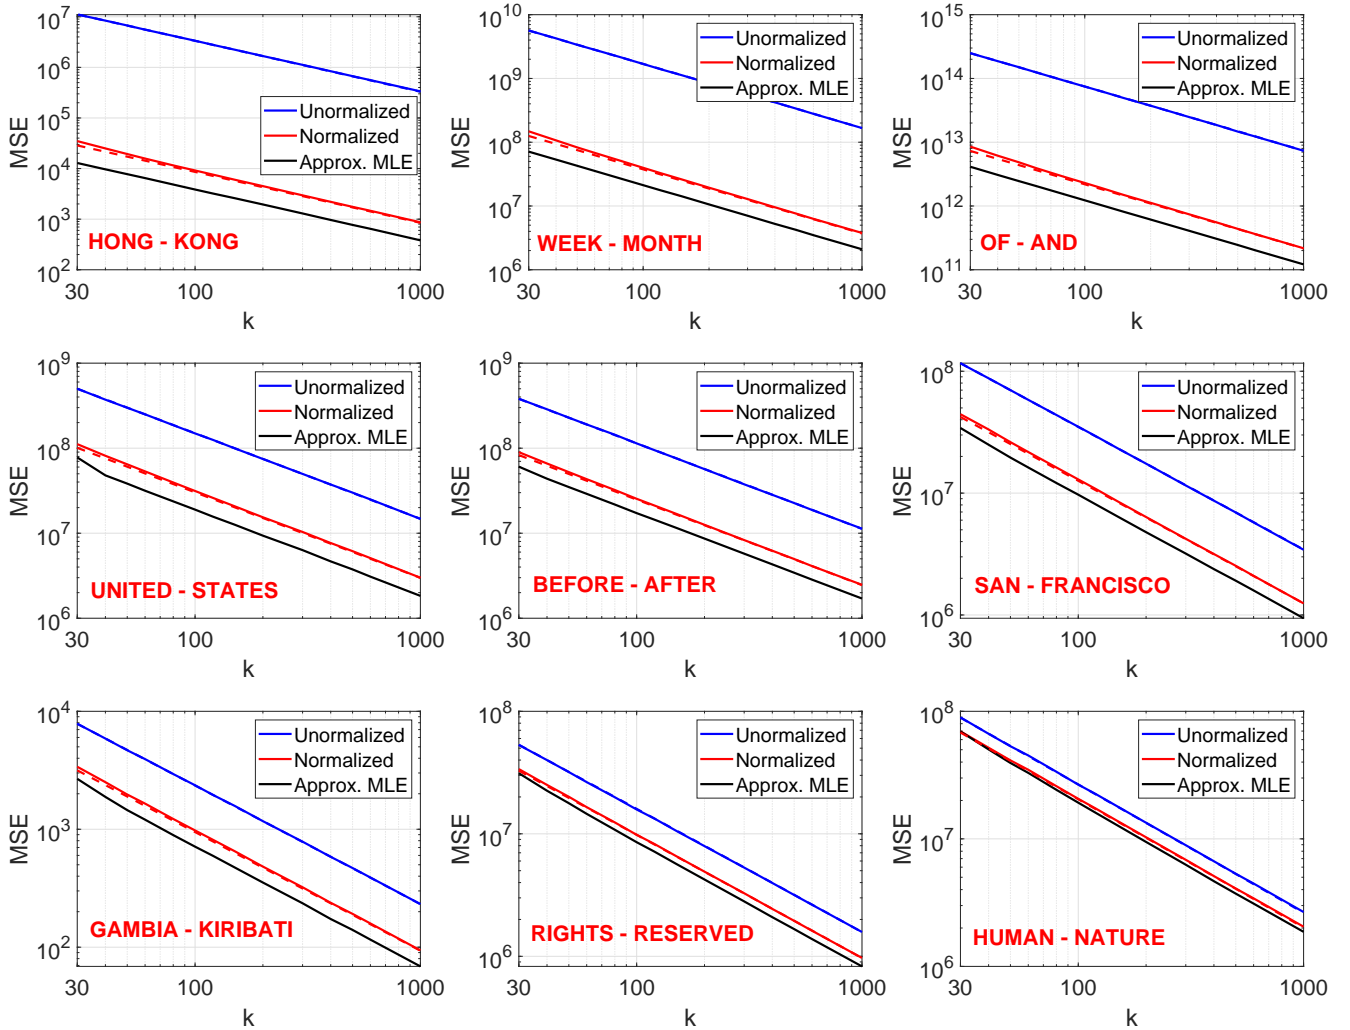 10^7
10^6
10^5
10^4
10^3
10^2
MSE
Unormalized
Normalized
Approx. MLE
HONG - KONG
30 100 1000
k
10^10
10^9
10^8
10^7
10^6
MSE
Unormalized
Normalized
Approx. MLE
WEEK - MONTH
30 100 1000
k
10^15
10^14
10^13
10^12
10^11
MSE
Unormalized
Normalized
Approx. MLE
OF - AND
30 100 1000
k
10^9
10^8
10^7
10^6
MSE
Unormalized
Normalized
Approx. MLE
UNITED - STATES
30 100 1000
k
10^9
10^8
10^7
10^6
MSE
Unormalized
Normalized
Approx. MLE
BEFORE - AFTER
30 100 1000
k
10^8
10^7
10^6
MSE
Unormalized
Normalized
Approx. MLE
SAN - FRANCISCO
30 100 1000
k
10^4
10^3
10^2
MSE
Unormalized
Normalized
Approx. MLE
GAMBIA - KIRIBATI
30 100 1000
k
10^8
10^7
10^6
MSE
Unormalized
Normalized
Approx. MLE
RIGHTS - RESERVED
30 100 1000
k
10^8
10^7
10^6
MSE
Unormalized
Normalized
Approx. MLE
HUMAN - NATURE
30 100 1000
k